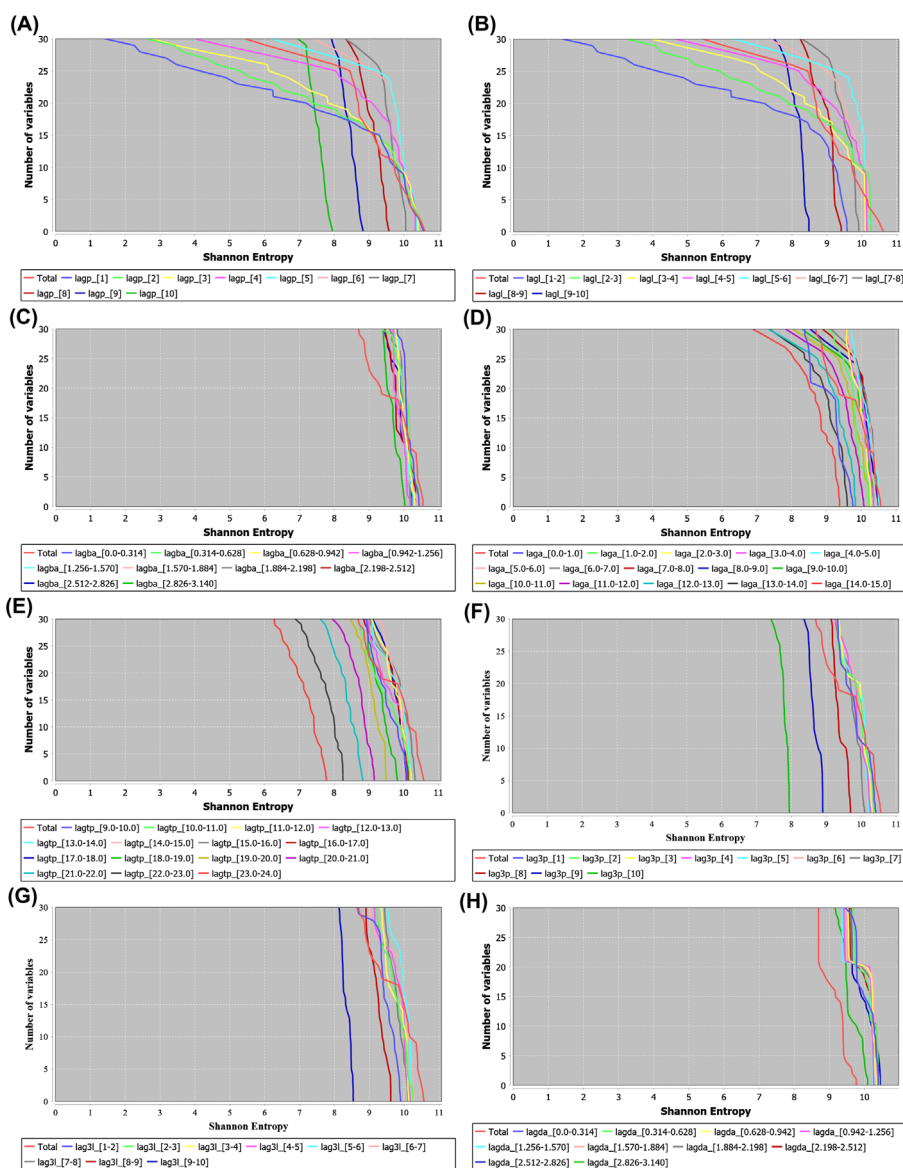 (A)
Number of variables
30
25
20
15
10
5
0
0 1 2 3 4 5 6 7 8 9 10 11
Shannon Entropy
Total lagp_[1] lagp_[2] lagp_[3] lagp_[4] lagp_[5] lagp_[6] lagp_[7]
lagp_[8] lagp_[9] lagp_[10]
(B)
Number of variables
30
25
20
15
10
5
0
0 1 2 3 4 5 6 7 8 9 10 11
Shannon Entropy
Total lagl_[1-2] lagl_[2-3] lagl_[3-4] lagl_[4-5] lagl_[5-6] lagl_[6-7] lagl_[7-8]
lagl_[8-9] lagl_[9-10]
(C)
Number of variables
30
25
20
15
10
5
0
0 1 2 3 4 5 6 7 8 9 10 11
Shannon Entropy
Total lagba_[0.0-0.314] lagba_[0.314-0.628] lagba_[0.628-0.942] lagba_[0.942-1.256]
lagba_[1.256-1.570] lagba_[1.570-1.884] lagba_[1.884-2.198] lagba_[2.198-2.512]
lagba_[2.512-2.826] lagba_[2.826-3.140]
(D)
Number of variables
30
25
20
15
10
5
0
0 1 2 3 4 5 6 7 8 9 10 11
Shannon Entropy
Total laga_[0.0-1.0] laga_[1.0-2.0] laga_[2.0-3.0] laga_[3.0-4.0] laga_[4.0-5.0]
laga_[5.0-6.0] laga_[6.0-7.0] laga_[7.0-8.0] laga_[8.0-9.0] laga_[9.0-10.0]
laga_[10.0-11.0] laga_[11.0-12.0] laga_[12.0-13.0] laga_[13.0-14.0] laga_[14.0-15.0]
(E)
Number of variables
30
25
20
15
10
5
0
0 1 2 3 4 5 6 7 8 9 10 11
Shannon Entropy
Total lagtp_[9.0-10.0] lagtp_[10.0-11.0] lagtp_[11.0-12.0] lagtp_[12.0-13.0]
lagtp_[13.0-14.0] lagtp_[14.0-15.0] lagtp_[15.0-16.0] lagtp_[16.0-17.0]
lagtp_[17.0-18.0] lagtp_[18.0-19.0] lagtp_[19.0-20.0] lagtp_[20.0-21.0]
lagtp_[21.0-22.0] lagtp_[22.0-23.0] lagtp_[23.0-24.0]
(F)
Number of variables
30
25
20
15
10
5
0
0 1 2 3 4 5 6 7 8 9 10 11
Shannon Entropy
Total lag3p_[1] lag3p_[2] lag3p_[3] lag3p_[4] lag3p_[5] lag3p_[6] lag3p_[7]
lag3p_[8] lag3p_[9] lag3p_[10]
(G)
Number of variables
30
25
20
15
10
5
0
0 1 2 3 4 5 6 7 8 9 10 11
Shannon Entropy
Total lag3l_[1-2] lag3l_[2-3] lag3l_[3-4] lag3l_[4-5] lag3l_[5-6] lag3l_[6-7]
lag3l_[7-8] lag3l_[8-9] lag3l_[9-10]
(H)
Number of variables
30
25
20
15
10
5
0
0 1 2 3 4 5 6 7 8 9 10
Shannon Entropy
Total lagda_[0.0-0.314] lagda_[0.314-0.628] lagda_[0.628-0.942] lagda_[0.942-1.256]
lagda_[1.256-1.570] lagda_[1.570-1.884] lagda_[1.884-2.198] lagda_[2.198-2.512]
lagda_[2.512-2.826] lagda_[2.826-3.140]